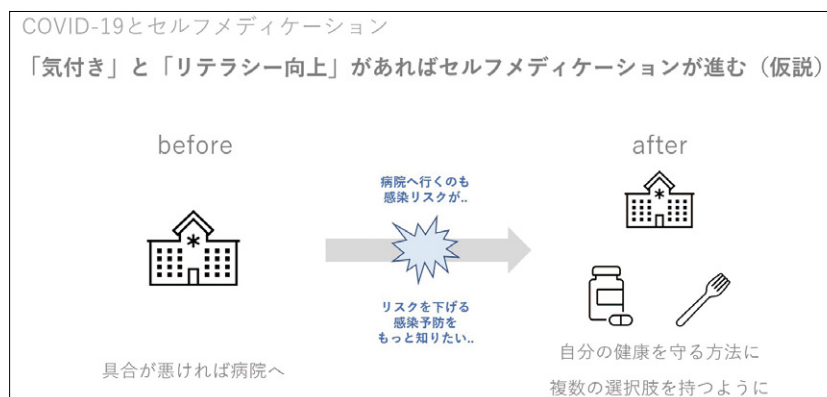 COVID-19とセルフメディケーション
「気付き」と「リテラシー向上」があればセルフメディケーションが進む（仮説）
before
after
病院へ行くのも
感染リスクが..
リスクを下げる
感染予防を
もっと知りたい..
具合が悪ければ病院へ
自分の健康を守る方法に
複数の選択肢を持つように